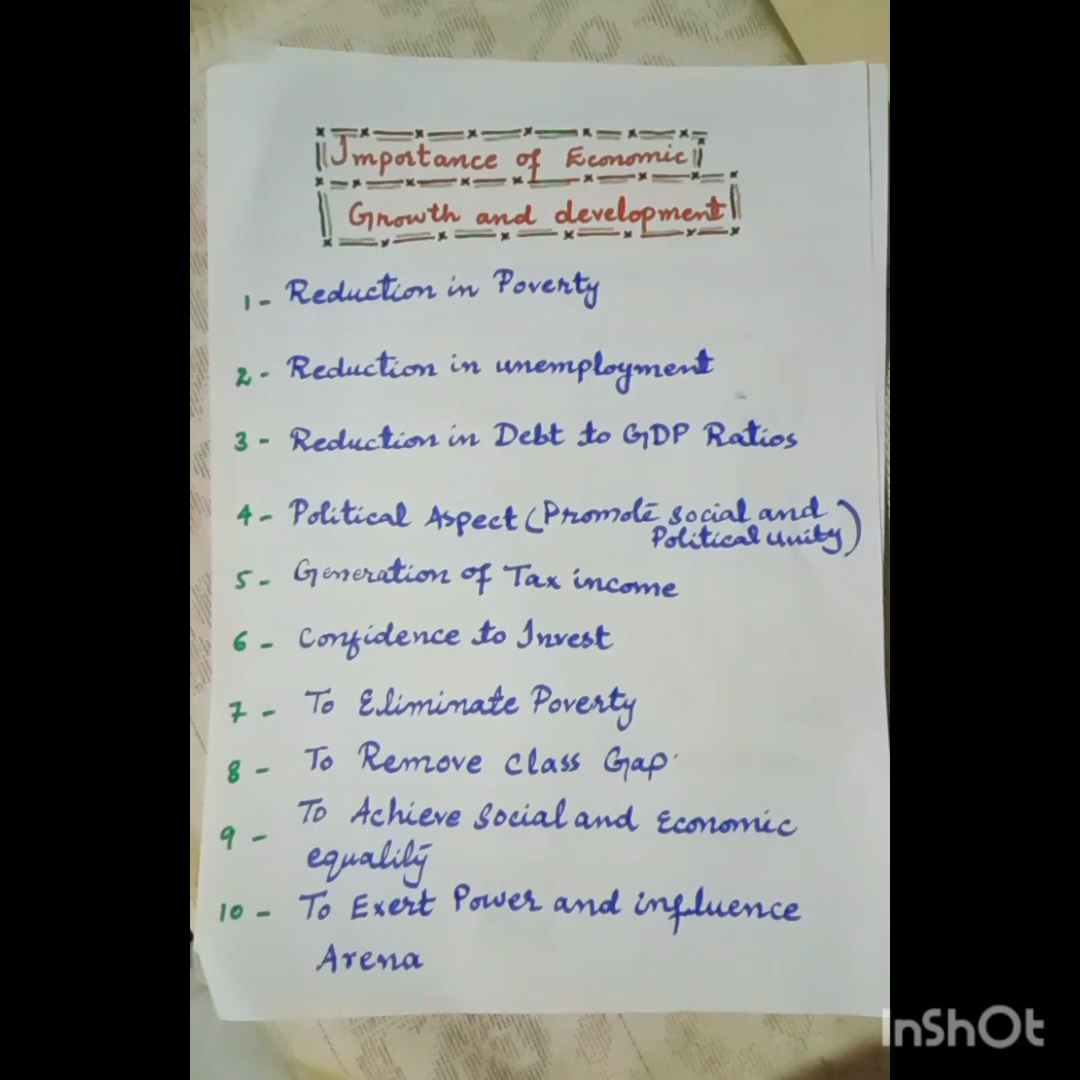 Importance of Economic
Growth and development
1- Reduction in Poverty
2- Reduction in unemployment
3- Reduction in Debt to GDP Ratios
4- Political Aspect (Promote social and
Political unity)
5- Generation of Tax income
6- Confidence to Invest
7- To Eliminate Poverty
8- To Remove class Gap
9- To Achieve social and Economic
equality
10- To Exert Power and influence
Arena
InShOt